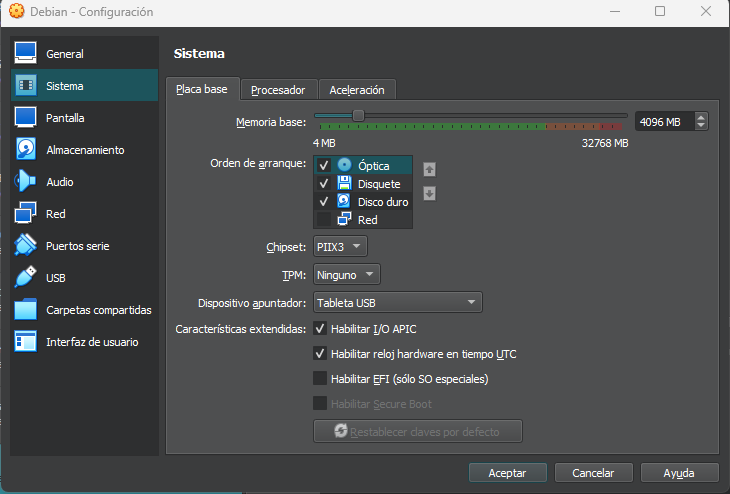 Debian - Configuración
General
Sistema
Pantalla
Almacenamiento
Audio
Red
Puertos serie
USB
Carpetas compartidas
Interfaz de usuario
Sistema
Placa base Procesador Aceleración
Memoria base: 4096 MB
4 MB 32768 MB
Orden de arranque: Óptica
Disquete
Disco duro
Red
Chipset: PIIX3
TPM: Ninguno
Dispositivo apuntador: Tableta USB
Características extendidas: Habilitar I/O APIC
Habilitar reloj hardware en tiempo UTC
Habilitar EFI (sólo SO especiales)
Habilitar Secure Boot
Restablecer claves por defecto
Aceptar Cancelar Ayuda